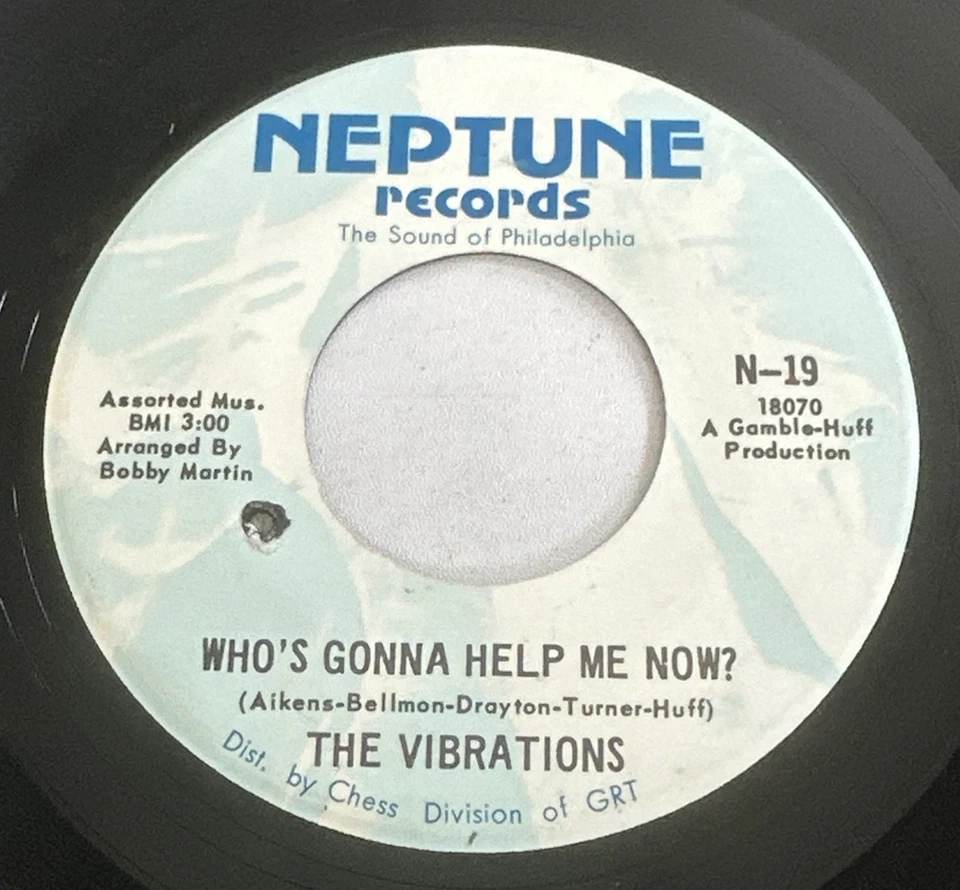 NEPTUNE
records
The Sound of Philadelphia
Assorted Mus.
BMI 3:00
Arranged By
Bobby Martin
N-19
18070
A Gamble-Huff
Production
WHO'S GONNA HELP ME NOW?
(Aikens-Bellmon-Drayton-Turner-Huff)
THE VIBRATIONS
Dist. by Chess Division of GRT